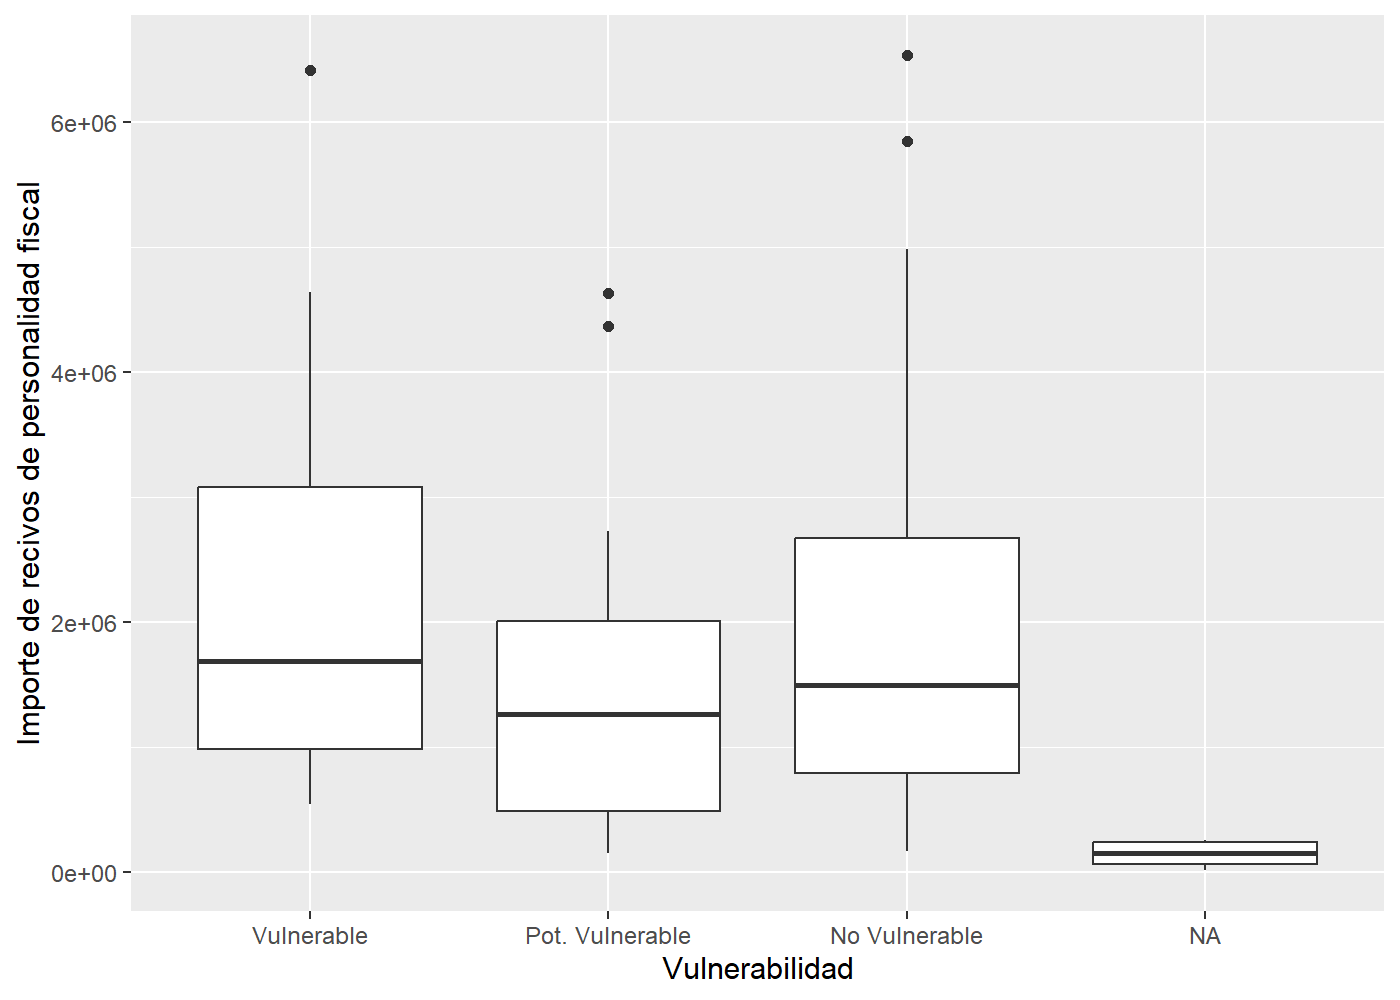 Importe de recivos de personalidad fiscal
6e+06
4e+06
2e+06
0e+00
Vulnerable Pot. Vulnerable No Vulnerable NA
Vulnerabilidad